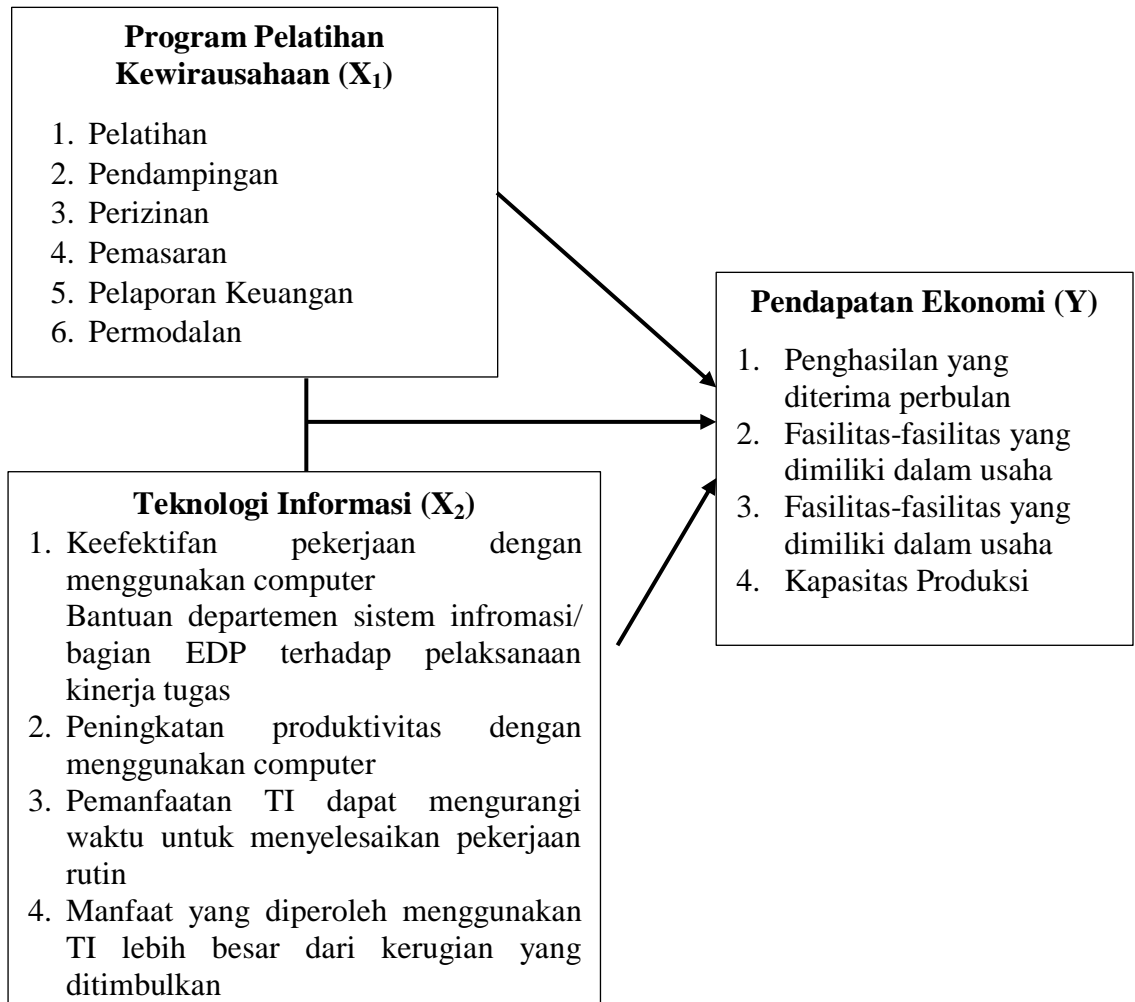 Program Pelatihan
Kewirausahaan (X₁)
1. Pelatihan
2. Pendampingan
3. Perizinan
4. Pemasaran
5. Pelaporan Keuangan
6. Permodalan
Pendapatan Ekonomi (Y)
1. Penghasilan yang
diterima perbulan
2. Fasilitas-fasilitas yang
dimiliki dalam usaha
3. Fasilitas-fasilitas yang
dimiliki dalam usaha
4. Kapasitas Produksi
Teknologi Informasi (X₂)
1. Keefektifan pekerjaan dengan
menggunakan computer
Bantuan departemen sistem infromasi/
bagian EDP terhadap pelaksanaan
kinerja tugas
2. Peningkatan produktivitas dengan
menggunakan computer
3. Pemanfaatan TI dapat mengurangi
waktu untuk menyelesaikan pekerjaan
rutin
4. Manfaat yang diperoleh menggunakan
TI lebih besar dari kerugian yang
ditimbulkan